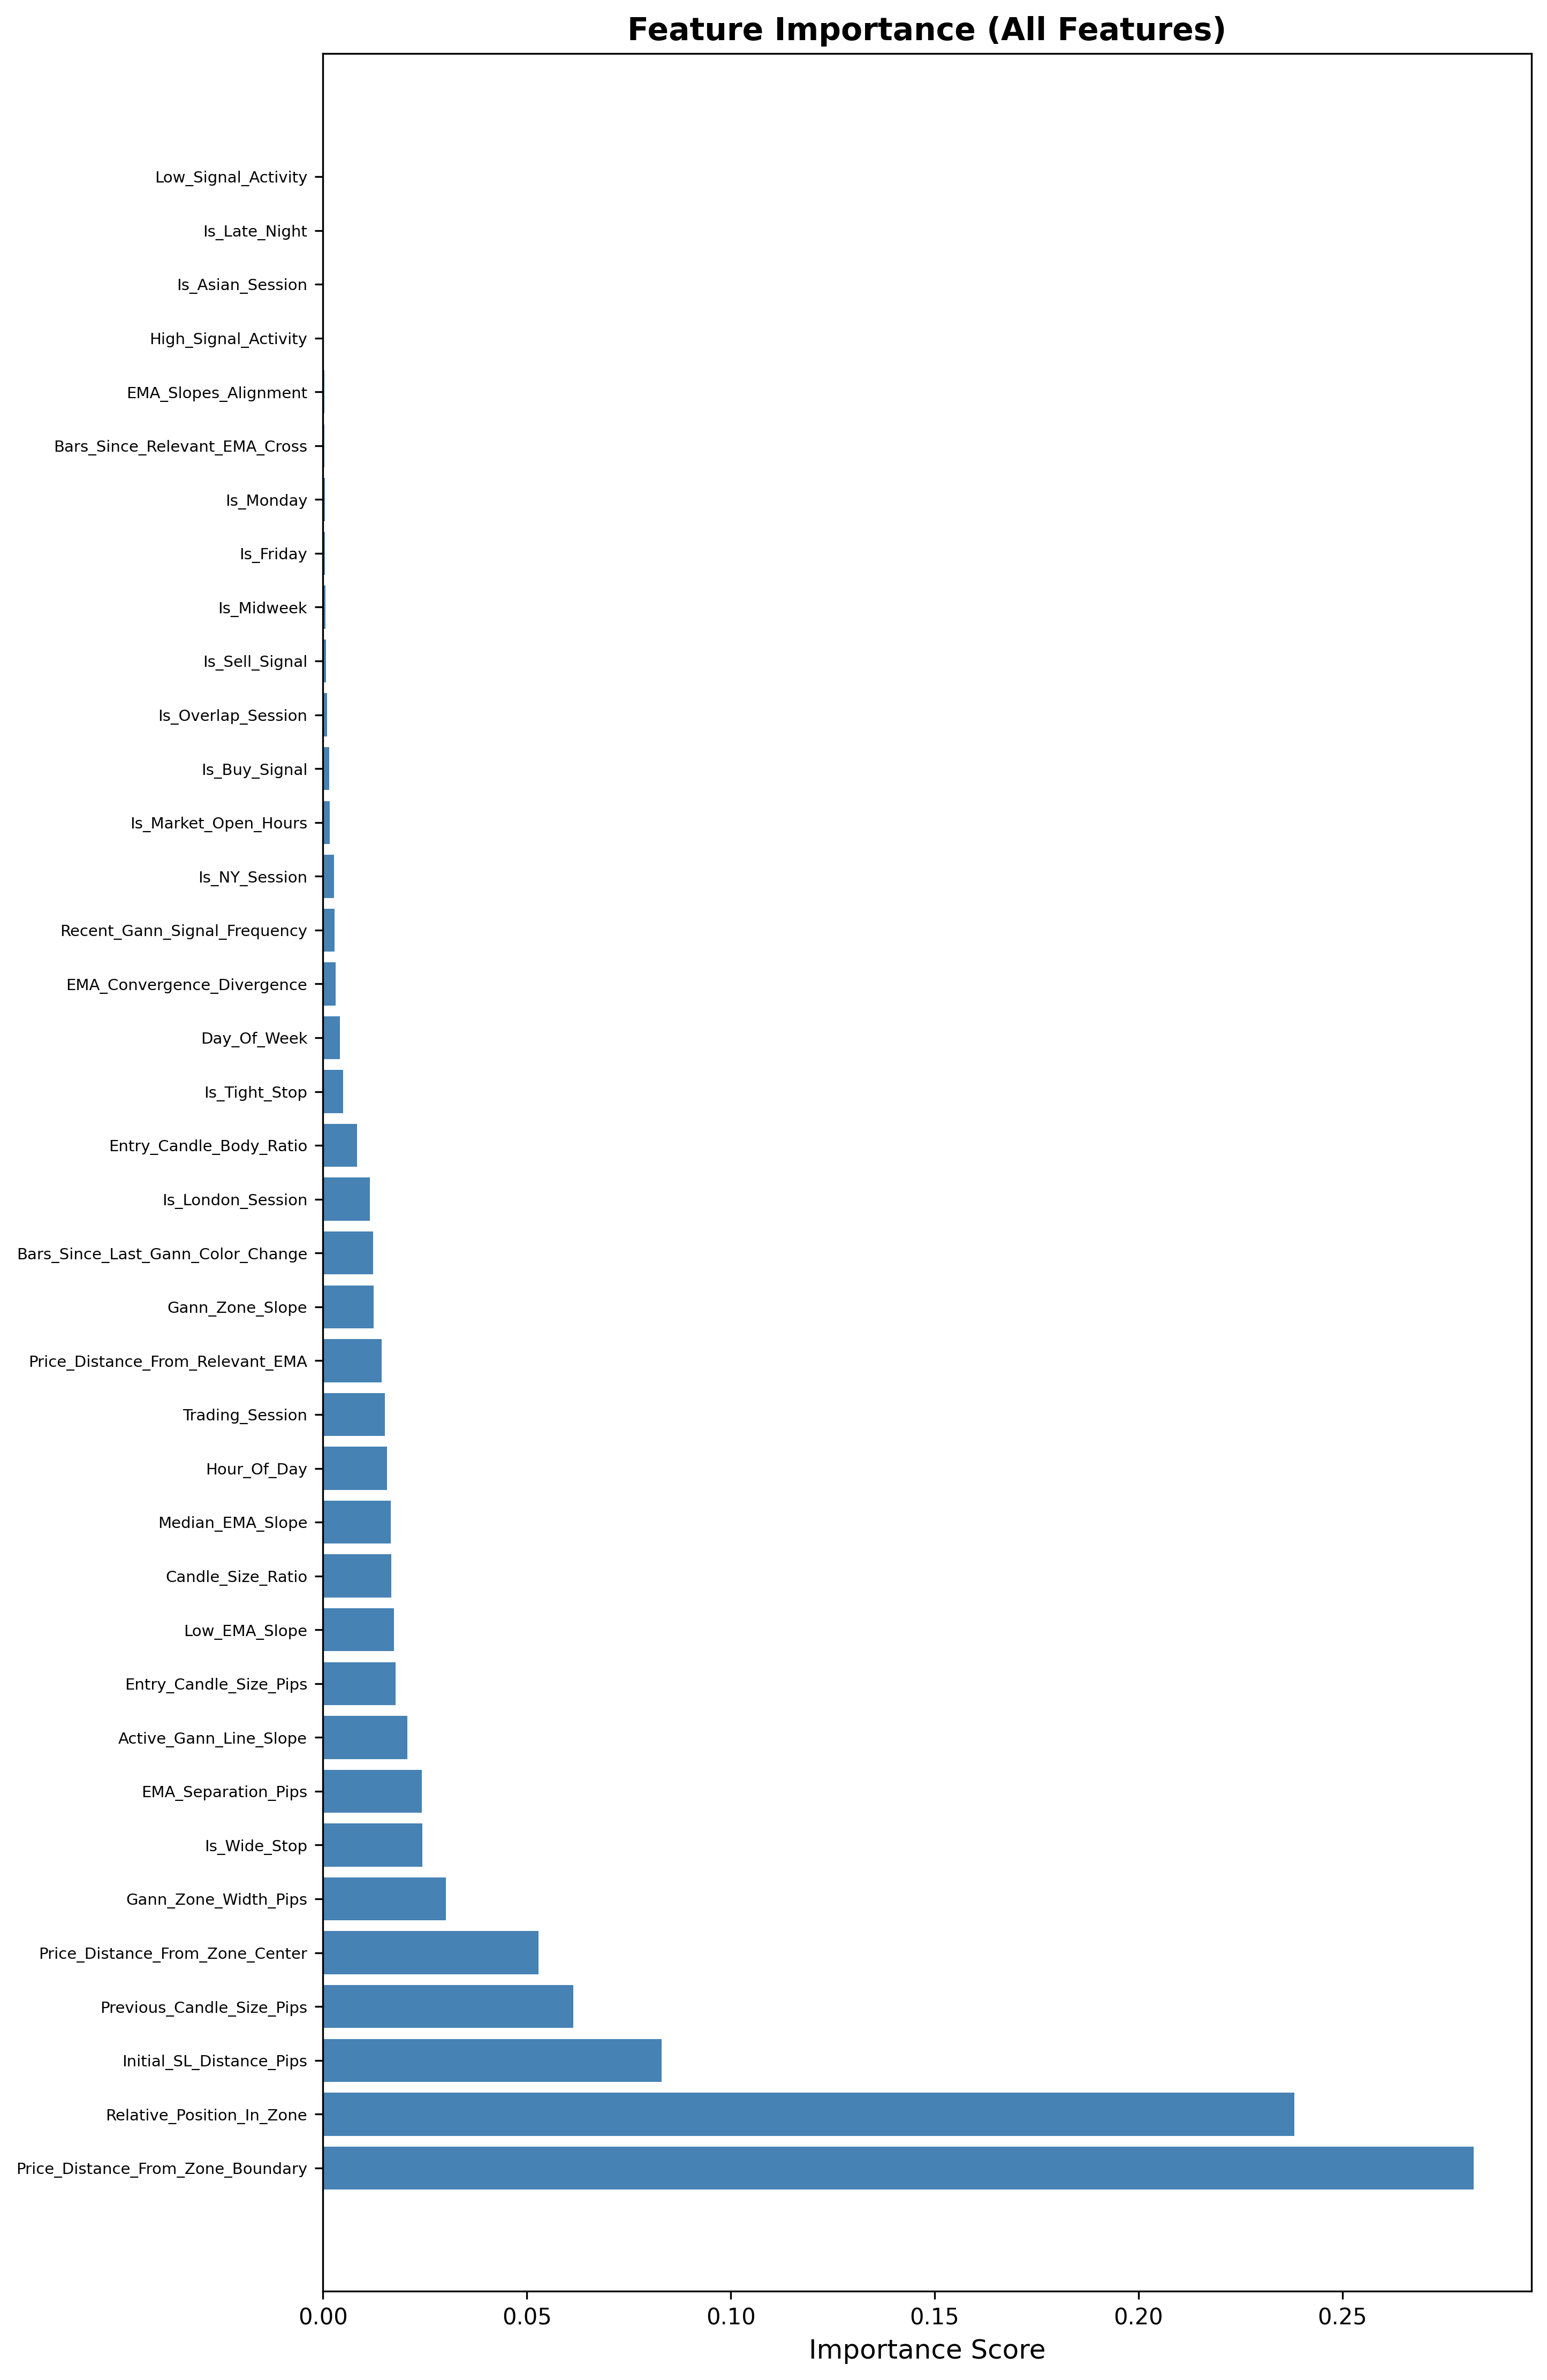 Feature Importance (All Features)
Low_Signal_Activity
Is_Late_Night
Is_Asian_Session
High_Signal_Activity
EMA_Slopes_Alignment
Bars_Since_Relevant_EMA_Cross
Is_Monday
Is_Friday
Is_Midweek
Is_Sell_Signal
Is_Overlap_Session
Is_Buy_Signal
Is_Market_Open_Hours
Is_NY_Session
Recent_Gann_Signal_Frequency
EMA_Convergence_Divergence
Day_Of_Week
Is_Tight_Stop
Entry_Candle_Body_Ratio
Is_London_Session
Bars_Since_Last_Gann_Color_Change
Gann_Zone_Slope
Price_Distance_From_Relevant_EMA
Trading_Session
Hour_Of_Day
Median_EMA_Slope
Candle_Size_Ratio
Low_EMA_Slope
Entry_Candle_Size_Pips
Active_Gann_Line_Slope
EMA_Separation_Pips
Is_Wide_Stop
Gann_Zone_Width_Pips
Price_Distance_From_Zone_Center
Previous_Candle_Size_Pips
Initial_SL_Distance_Pips
Relative_Position_In_Zone
Price_Distance_From_Zone_Boundary
0.00 0.05 0.10 0.15 0.20 0.25
Importance Score